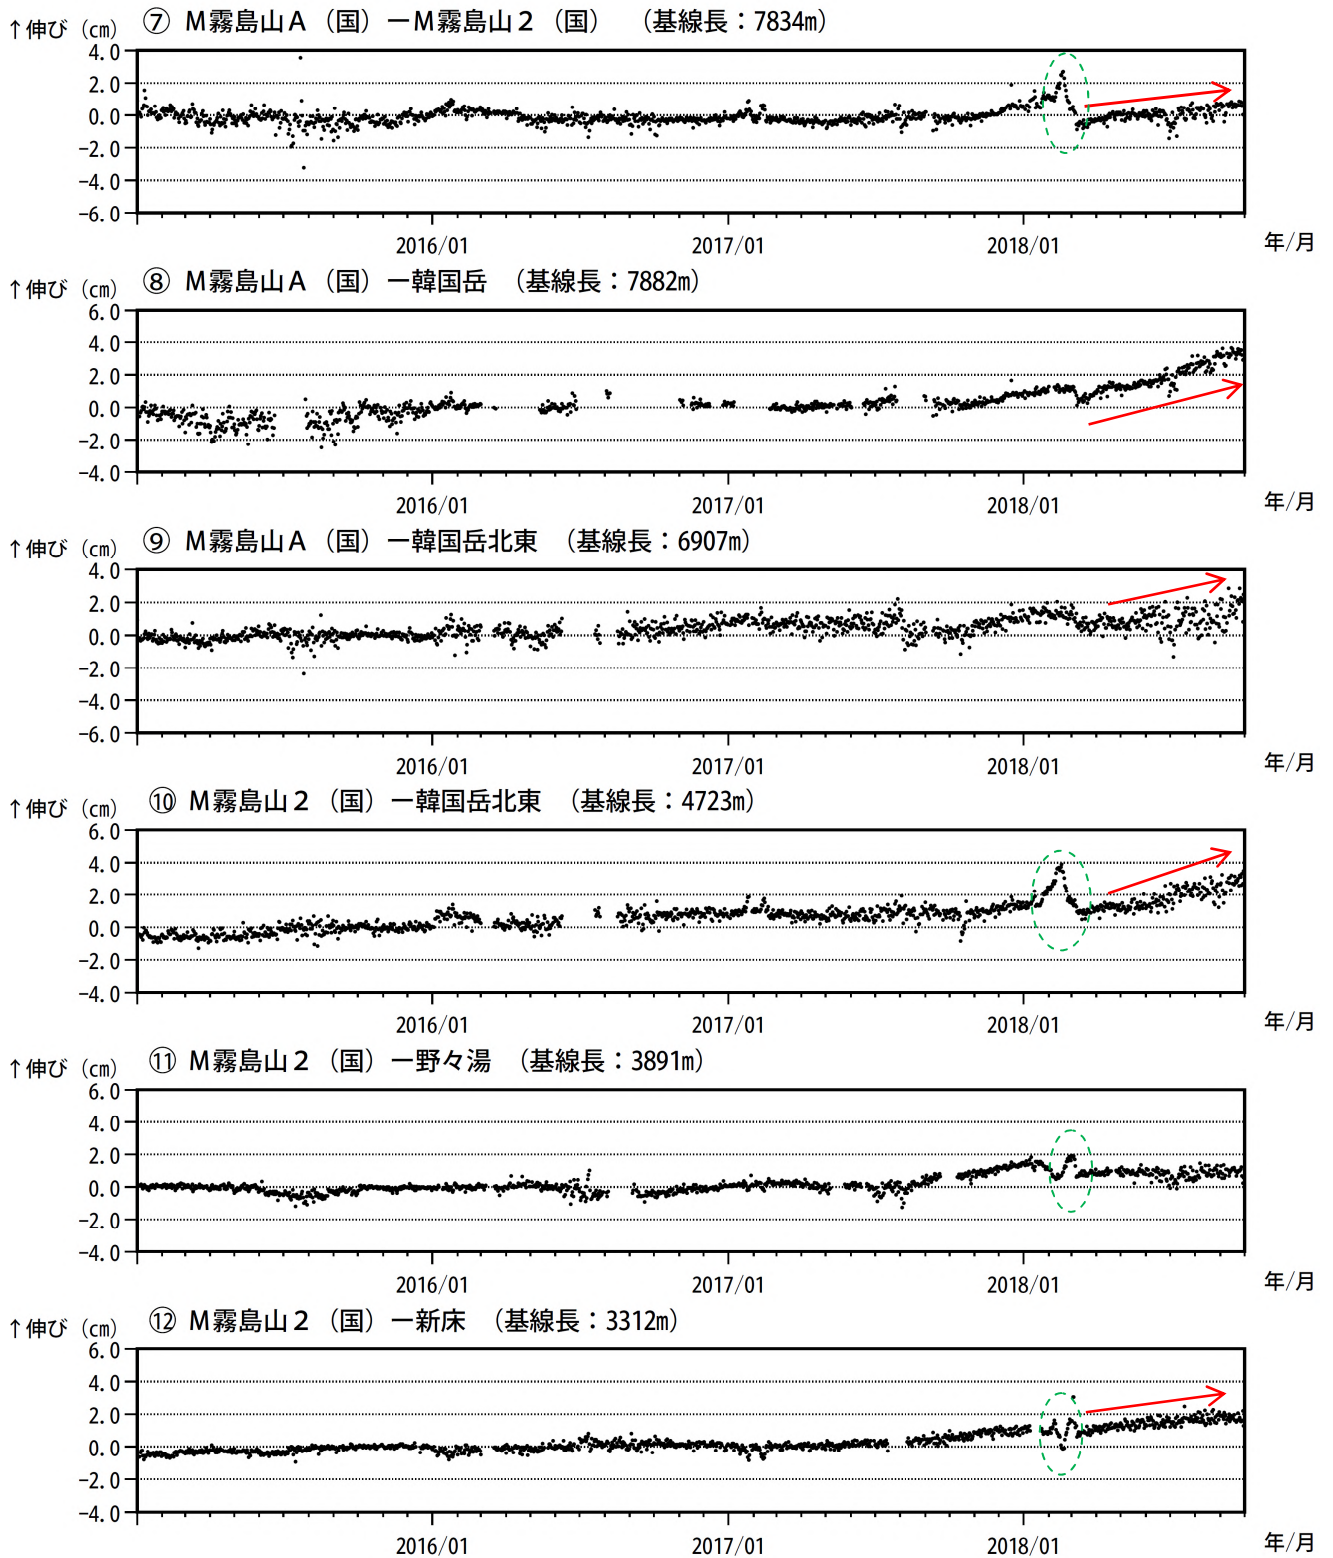 ⑦ M霧島山A（国）ーM霧島山2（国） （基線長：7834m）
↑伸び（cm）
4.0
2.0
0.0
-2.0
-4.0
-6.0
2016/01 2017/01 2018/01 年/月
⑧ M霧島山A（国）ー韓国岳 （基線長：7882m）
↑伸び（cm）
6.0
4.0
2.0
0.0
-2.0
-4.0
2016/01 2017/01 2018/01 年/月
⑨ M霧島山A（国）ー韓国岳北東 （基線長：6907m）
↑伸び（cm）
4.0
2.0
0.0
-2.0
-4.0
-6.0
2016/01 2017/01 2018/01 年/月
⑩ M霧島山2（国）ー韓国岳北東 （基線長：4723m）
↑伸び（cm）
6.0
4.0
2.0
0.0
-2.0
-4.0
2016/01 2017/01 2018/01 年/月
⑪ M霧島山2（国）ー野々湯 （基線長：3891m）
↑伸び（cm）
6.0
4.0
2.0
0.0
-2.0
-4.0
2016/01 2017/01 2018/01 年/月
⑫ M霧島山2（国）ー新床 （基線長：3312m）
↑伸び（cm）
6.0
4.0
2.0
0.0
-2.0
-4.0
2016/01 2017/01 2018/01 年/月